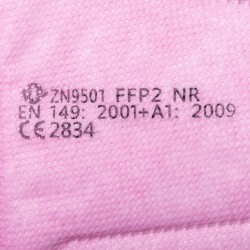 ZN9501 FFP2 NR
EN 149: 2001+A1: 2009
CE 2834